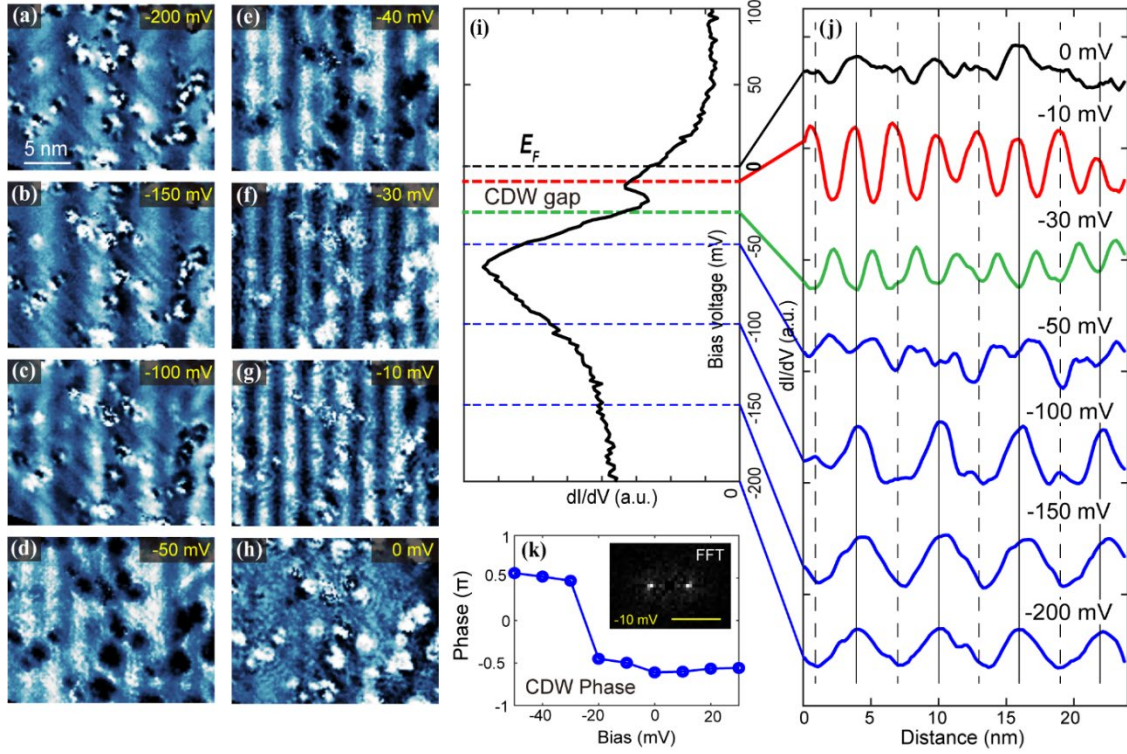 (a) -200 mV
5 nm
(b) -150 mV
(c) -100 mV
(d) -50 mV
(e) -40 mV
(f) -30 mV
(g) -10 mV
(h) 0 mV
(i)
E_F
CDW gap
100
50
0
-50
-100
-150
-200
Bias voltage (mV)
dI/dV (a.u.)
0
(j)
0 mV
-10 mV
-30 mV
-50 mV
-100 mV
-150 mV
-200 mV
dI/dV (a.u.)
0 5 10 15 20
Distance (nm)
(k)
FFT
-10 mV
1
0.5
0
-0.5
-1
Phase (π)
CDW Phase
-40 -20 0 20
Bias (mV)